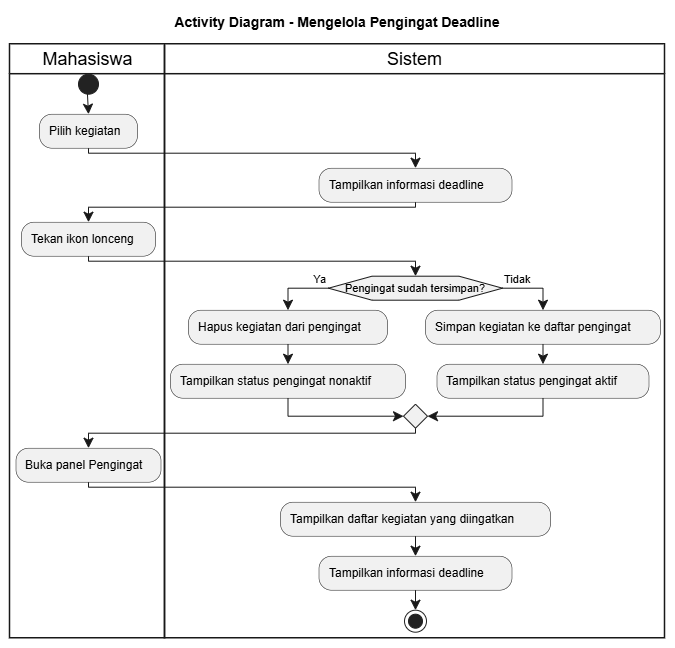 Activity Diagram - Mengelola Pengingat Deadline
Mahasiswa
Sistem
Pilih kegiatan
Tampilkan informasi deadline
Tekan ikon lonceng
Ya
Pengingat sudah tersimpan?
Tidak
Hapus kegiatan dari pengingat
Simpan kegiatan ke daftar pengingat
Tampilkan status pengingat nonaktif
Tampilkan status pengingat aktif
Buka panel Pengingat
Tampilkan daftar kegiatan yang diingatkan
Tampilkan informasi deadline